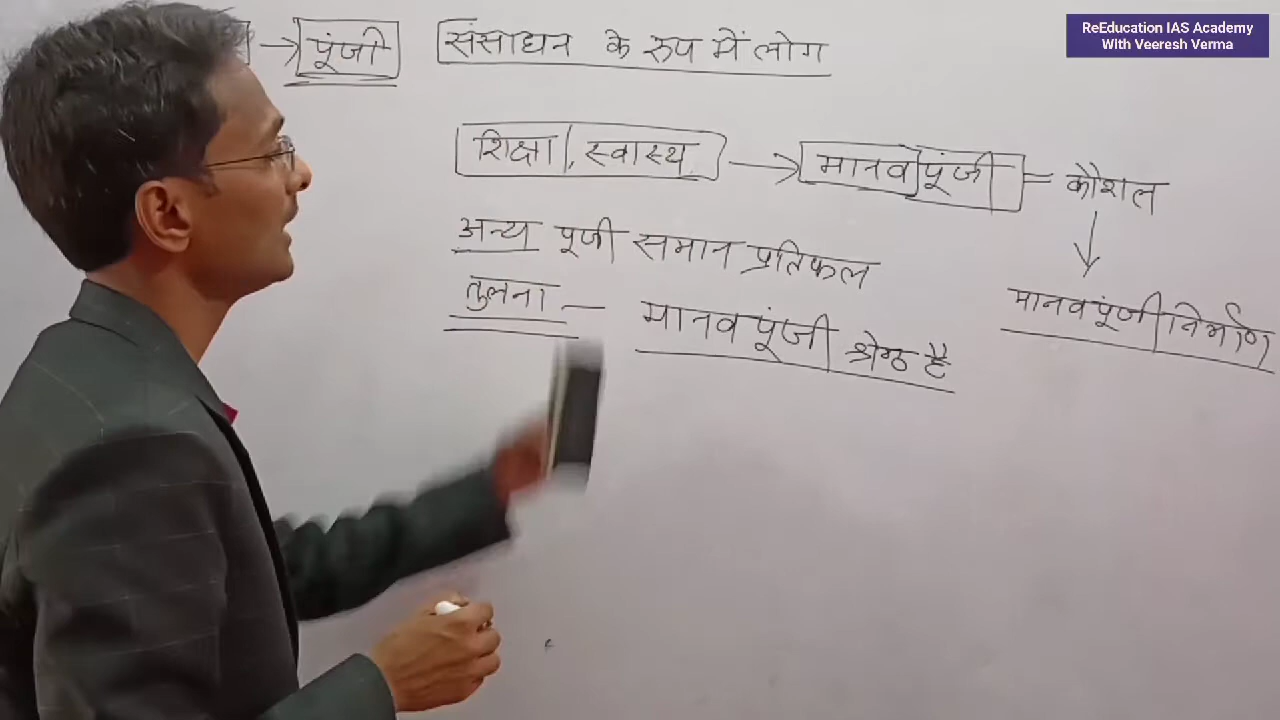 → पूंजी संसाधन के रुप में लोग
ReEducation IAS Academy
With Veeresh Verma
शिक्षा, स्वास्थ्य → मानव पूंजी = कौशल
↓
अन्य पूंजी समान प्रतिफल
मानव पूंजी निर्माण
तुलना – मानव पूंजी श्रेष्ठ है